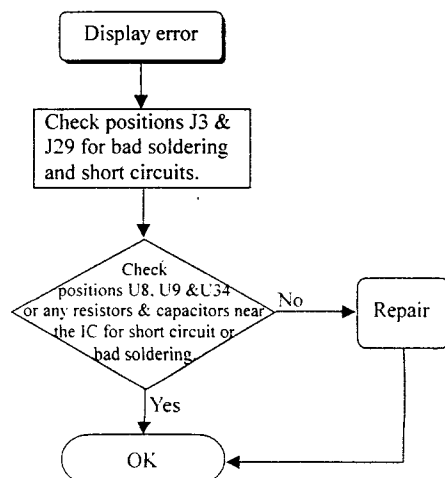 Display error
Check positions J3 &
J29 for bad soldering
and short circuits.
Check
positions U8, U9 &U34
or any resistors & capacitors near
the IC for short circuit or
bad soldering.
No
Repair
Yes
OK